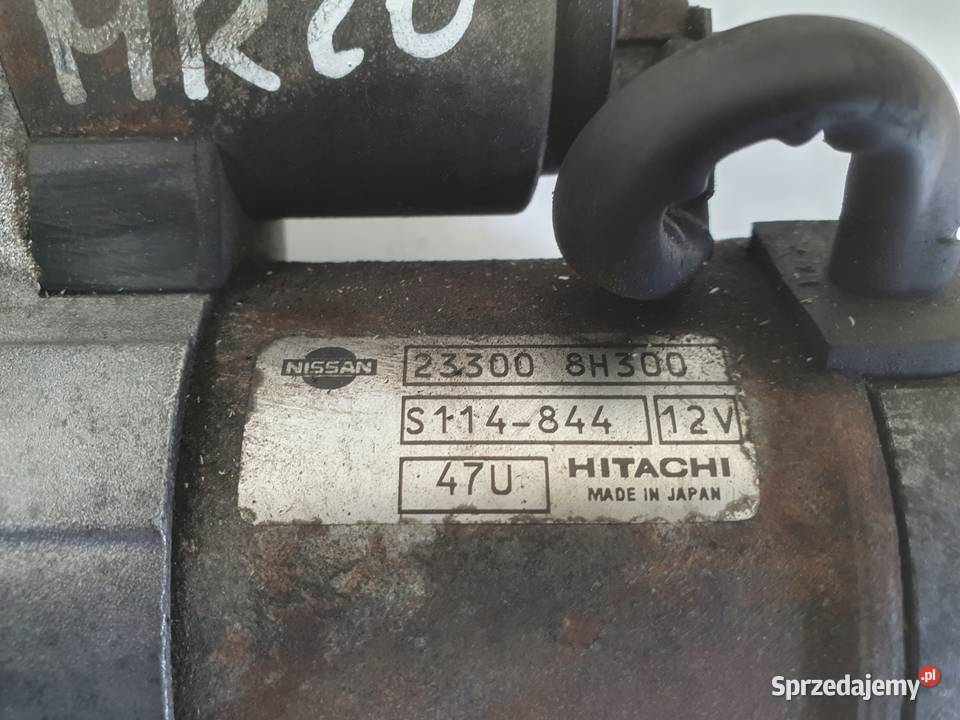 MR20
NISSAN 23300 8H300
S114-844 12V
47U HITACHI
MADE IN JAPAN
Sprzedajemy.pl